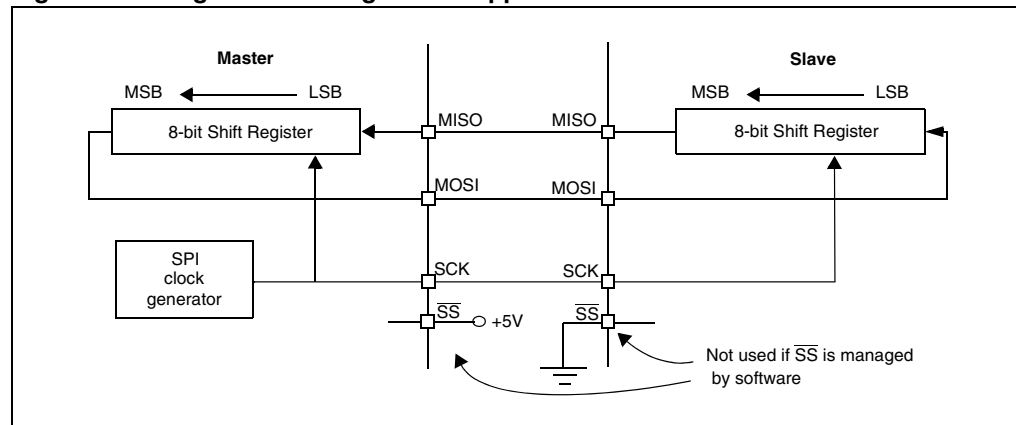 Master
Slave
MSB LSB
MSB LSB
8-bit Shift Register
8-bit Shift Register
MISO
MISO
MOSI
MOSI
SPI
clock
generator
SCK
SCK
SS
+5V
SS
Not used if SS is managed
by software